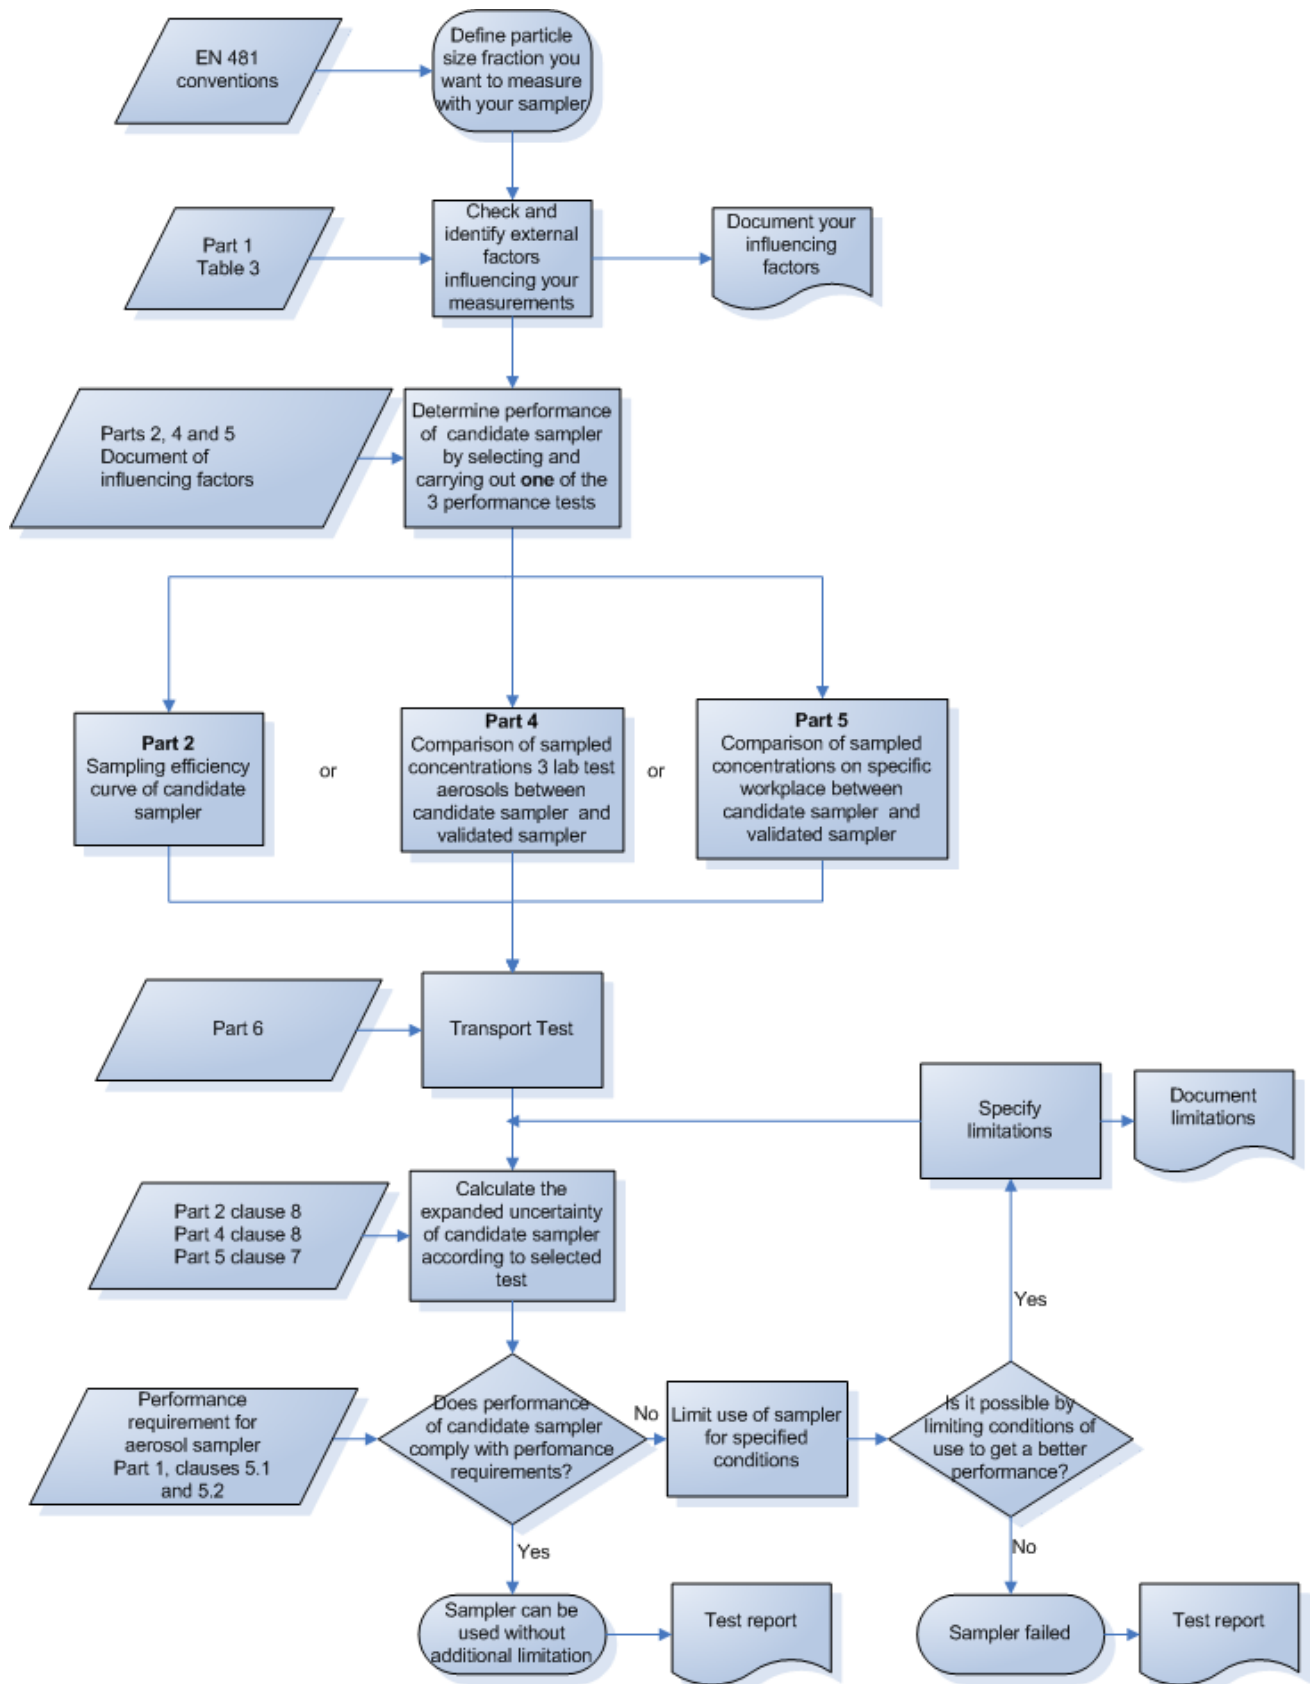 EN 481
conventions
Define particle
size fraction you
want to measure
with your sampler
Part 1
Table 3
Check and
identify external
factors
influencing your
measurements
Document your
influencing
factors
Parts 2, 4 and 5
Document of
influencing factors
Determine performance
of candidate sampler
by selecting and
carrying out one of the
3 performance tests
Part 2
Sampling efficiency
curve of candidate
sampler
or
Part 4
Comparison of sampled
concentrations 3 lab test
aerosols between
candidate sampler and
validated sampler
or
Part 5
Comparison of sampled
concentrations on specific
workplace between
candidate sampler and
validated sampler
Part 6
Transport Test
Specify
limitations
Document
limitations
Part 2 clause 8
Part 4 clause 8
Part 5 clause 7
Calculate the
expanded uncertainty
of candidate sampler
according to selected
test
Yes
Performance
requirement for
aerosol sampler
Part 1, clauses 5.1
and 5.2
Does performance
of candidate sampler
comply with perfomance
requirements?
No
Limit use of sampler
for specified
conditions
Is it possible by
limiting conditions of
use to get a better
performance?
Yes
No
Sampler can be
used without
additional limitation
Test report
Sampler failed
Test report